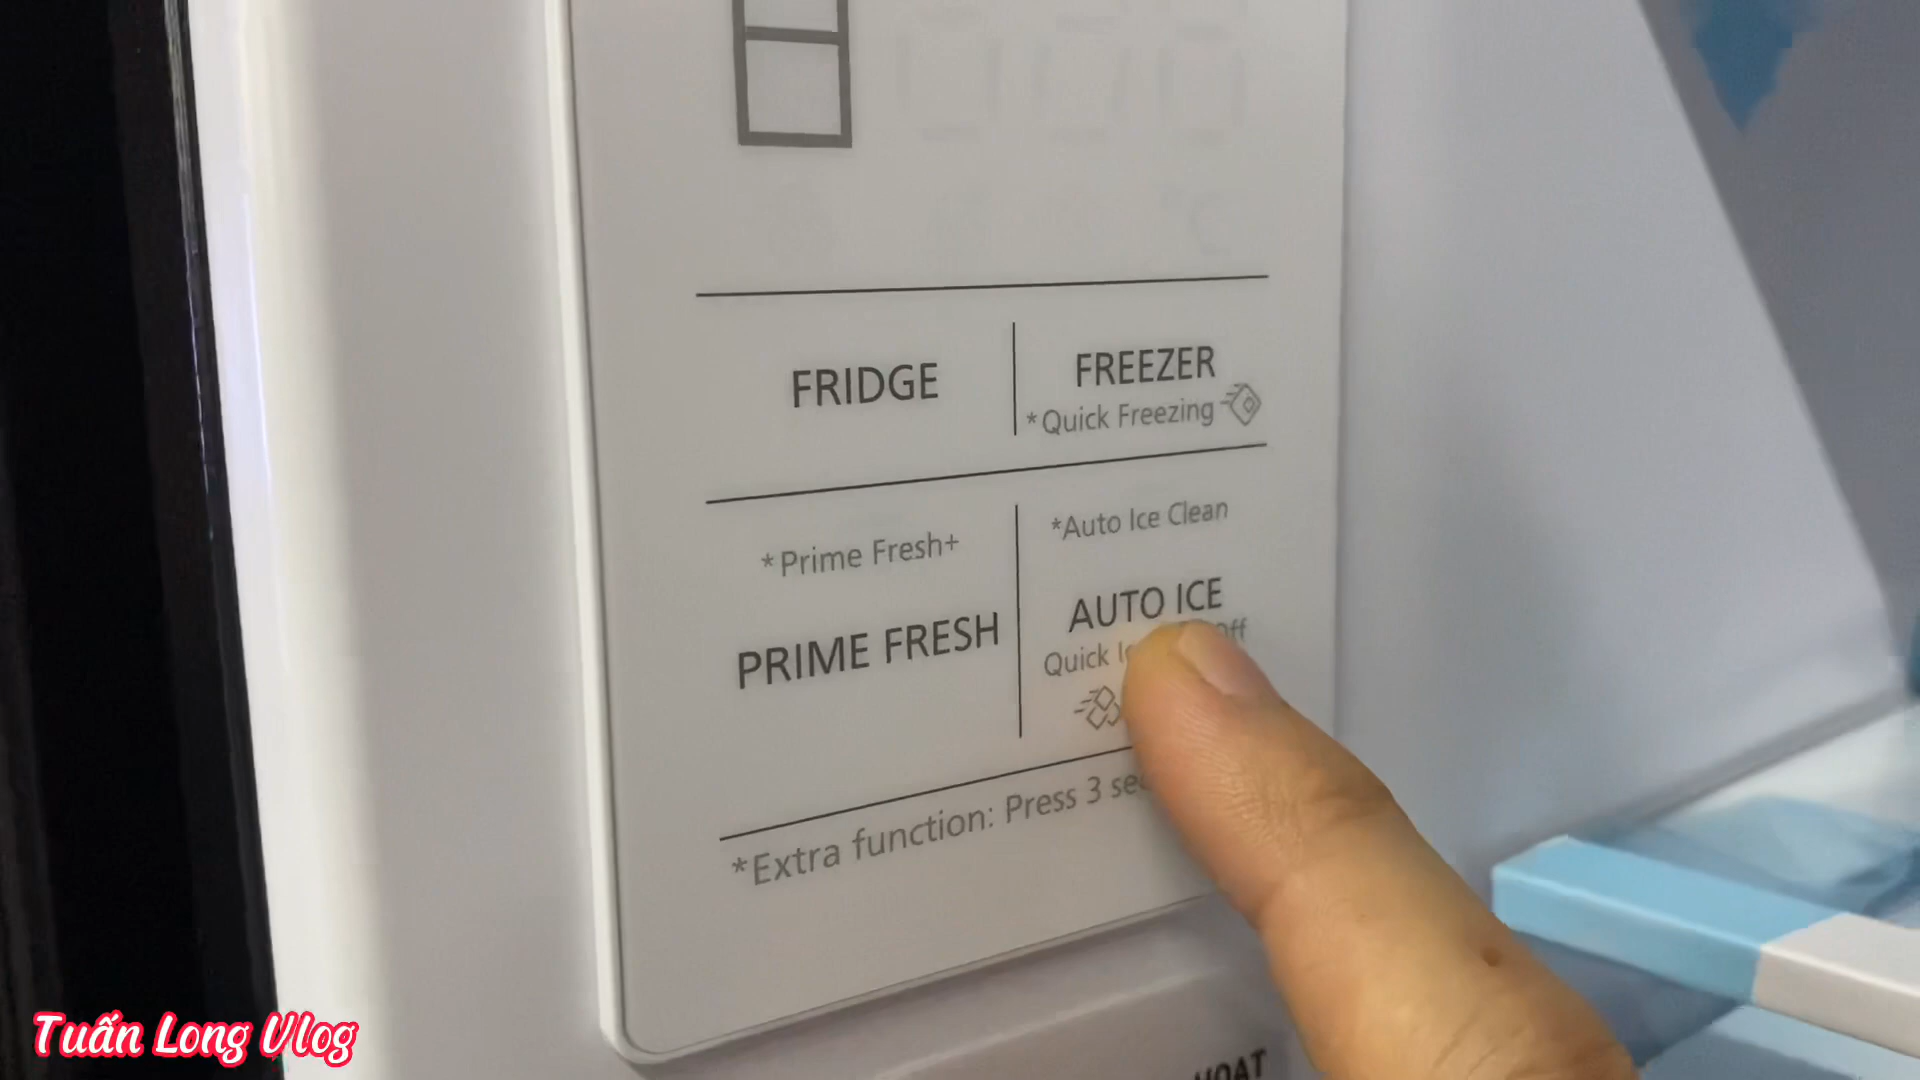 FRIDGE
FREEZER
*Quick Freezing
*Prime Fresh+
*Auto Ice Clean
PRIME FRESH
AUTO ICE
Quick
*Extra function: Press 3
Tuấn Long Vlog